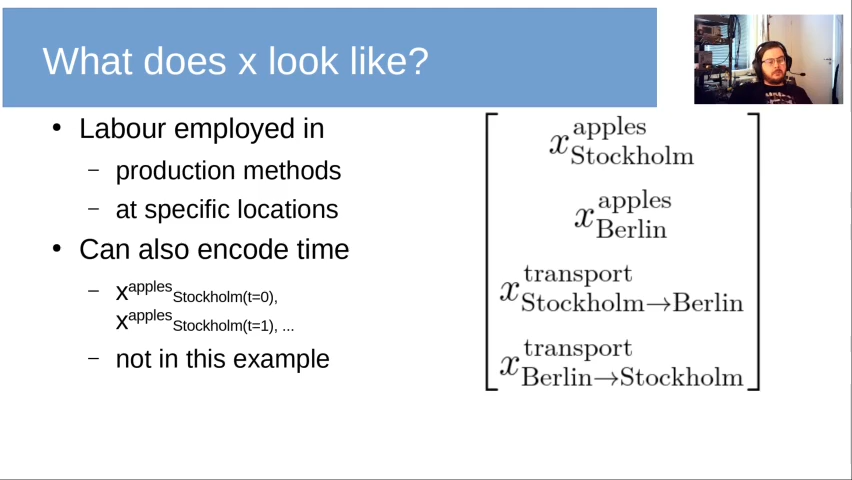 What does x look like?
• Labour employed in
– production methods
– at specific locations
• Can also encode time
– x^apples_Stockholm(t=0),
x^apples_Stockholm(t=1), ...
– not in this example
x^apples_Stockholm
x^apples_Berlin
x^transport_Stockholm→Berlin
x^transport_Berlin→Stockholm